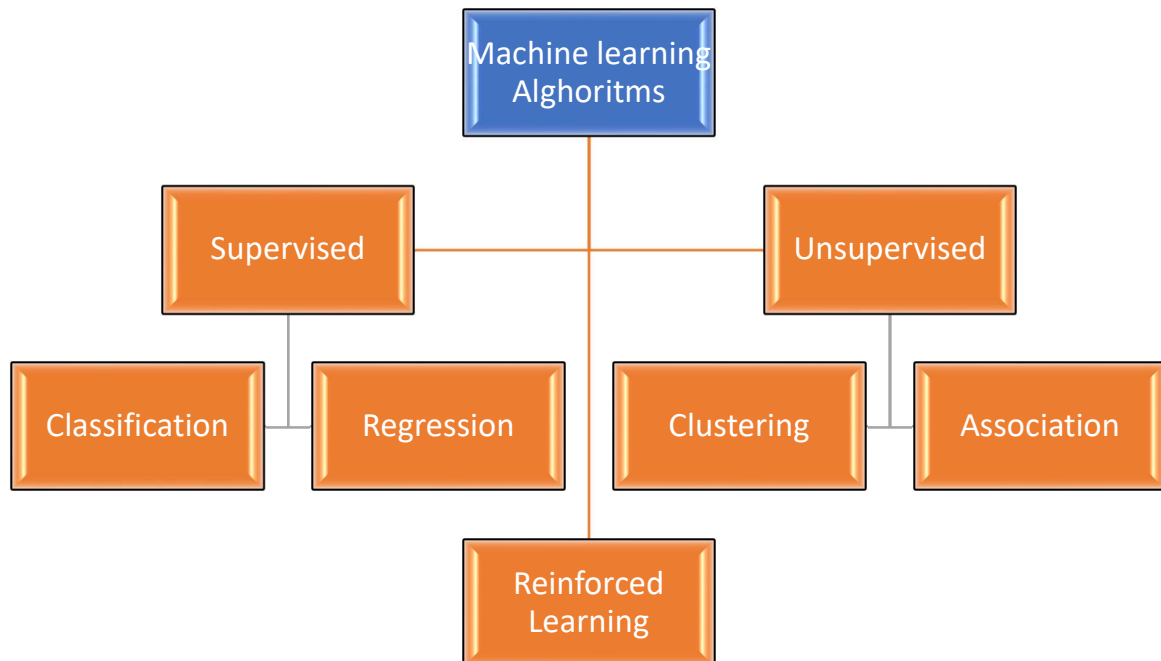 Machine learning
Alghoritms
Supervised
Unsupervised
Classification
Regression
Clustering
Association
Reinforced
Learning